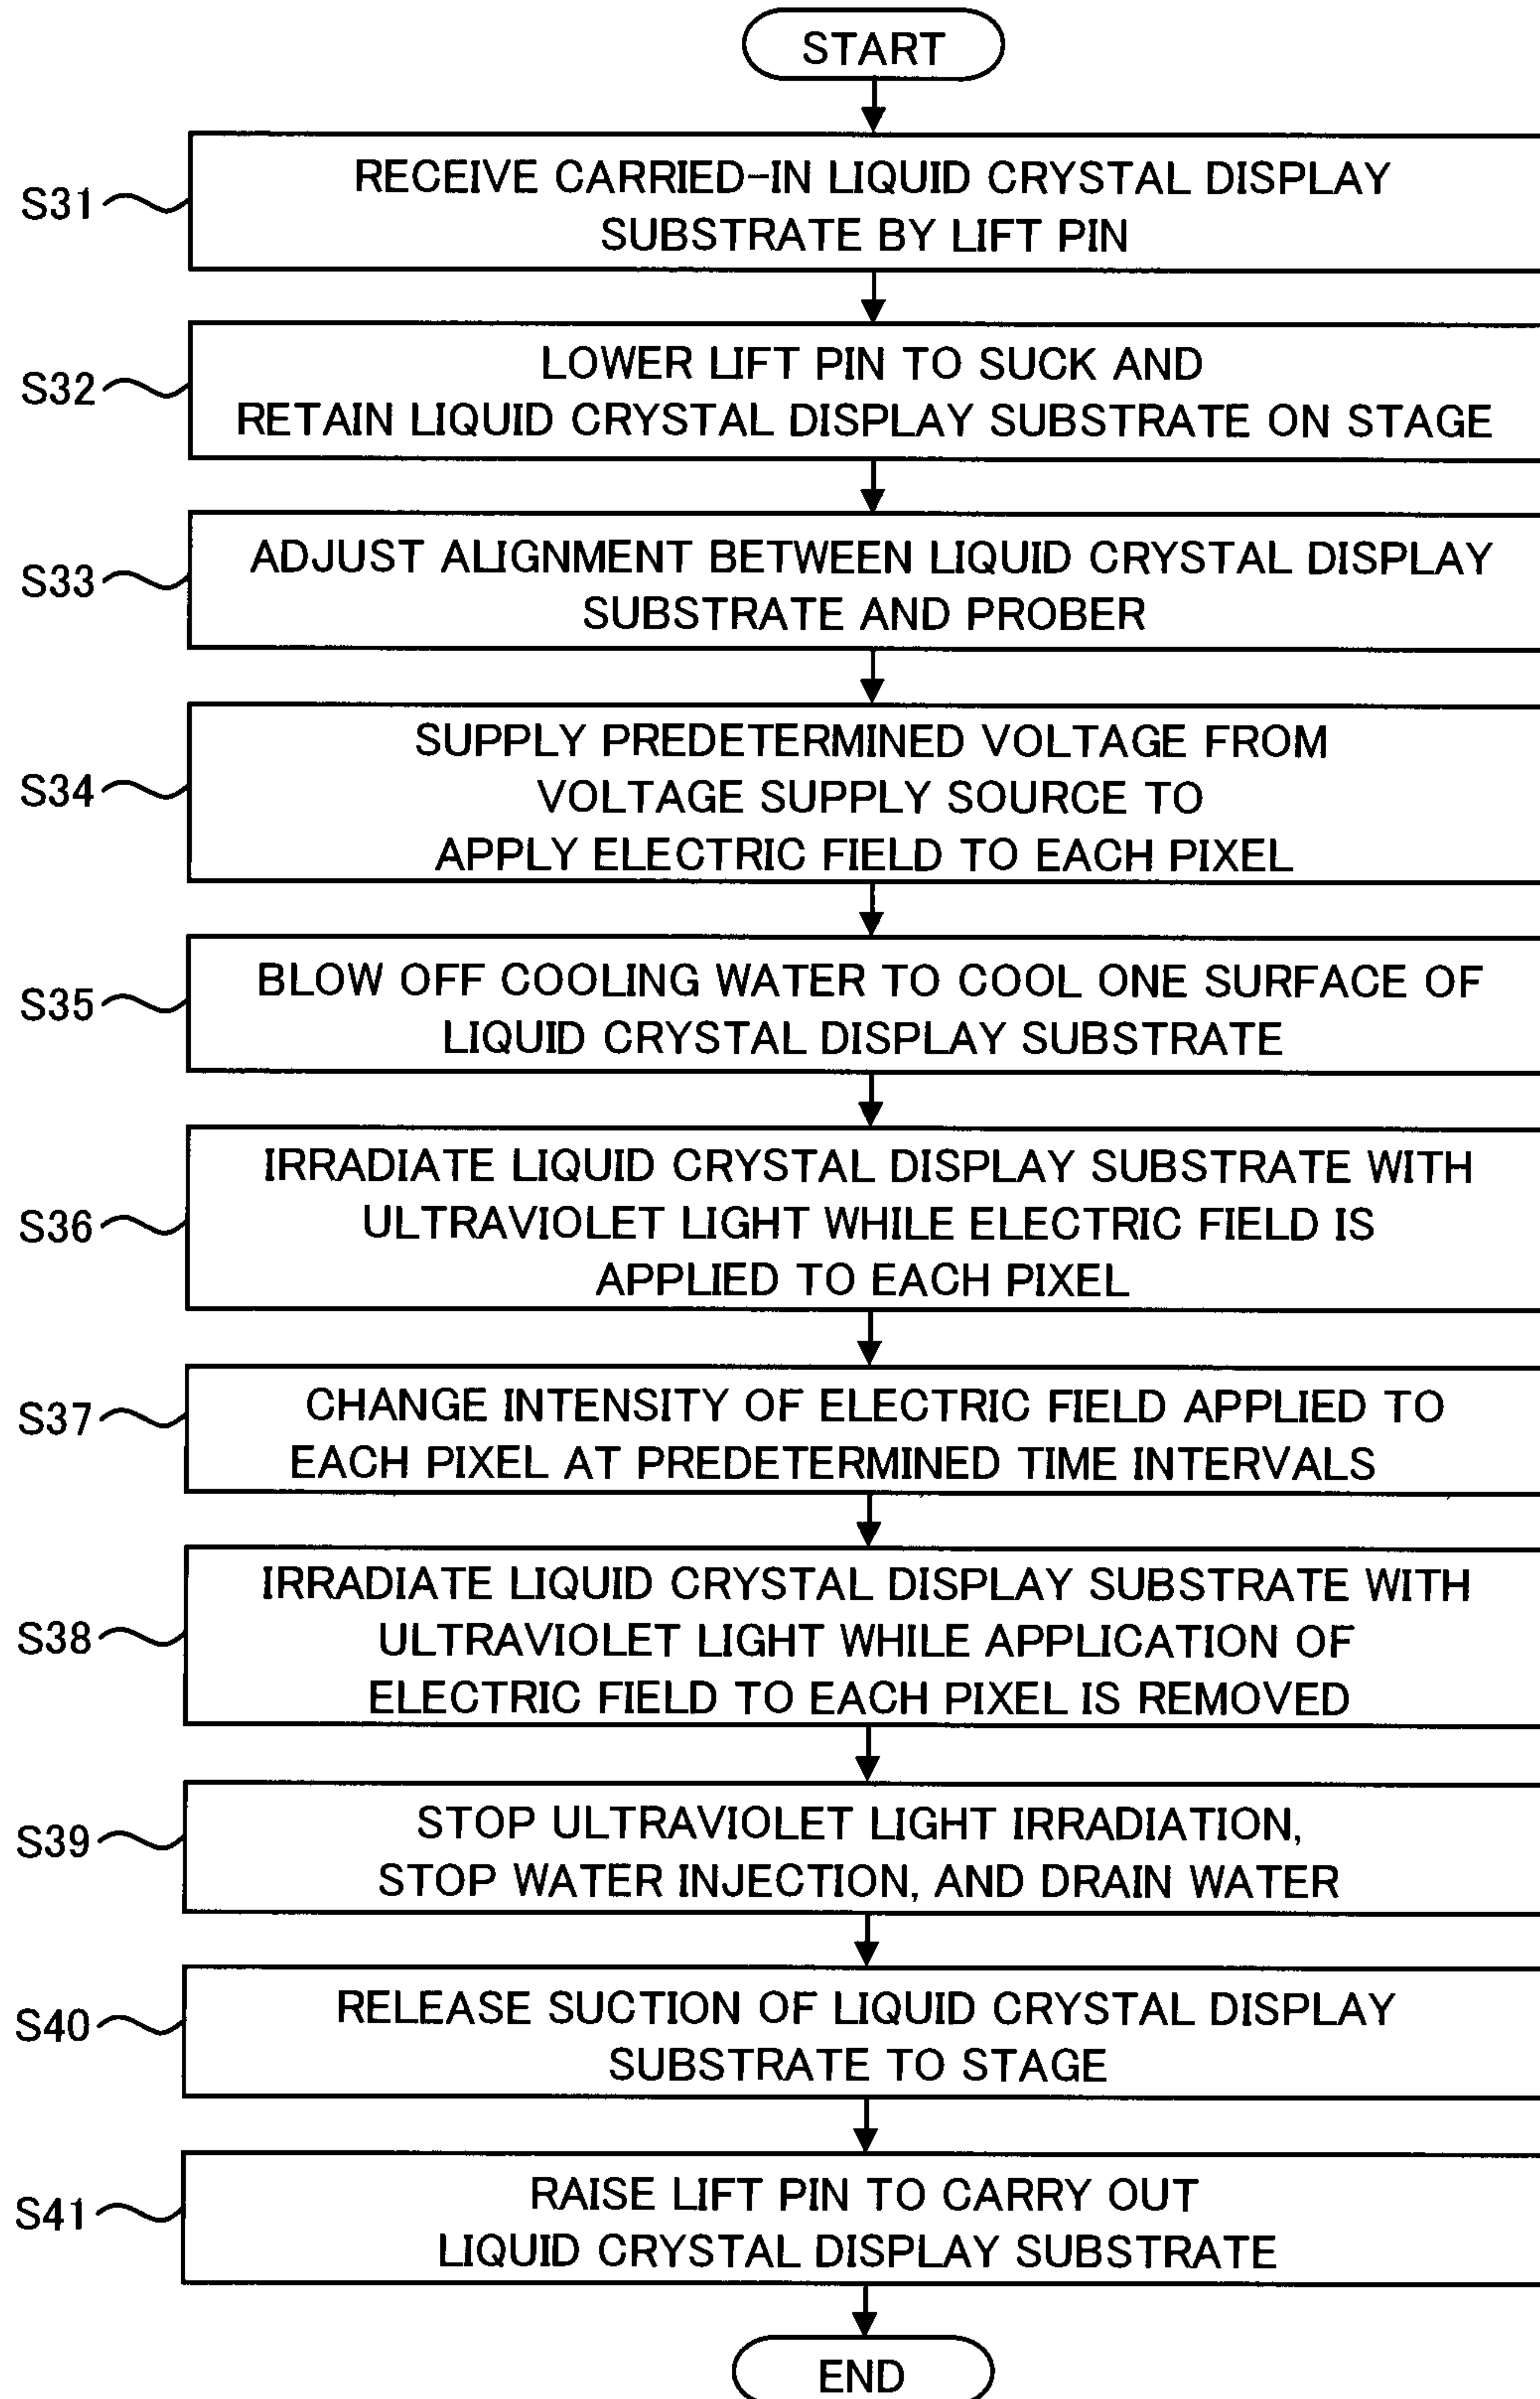 START
S31
RECEIVE CARRIED-IN LIQUID CRYSTAL DISPLAY
SUBSTRATE BY LIFT PIN
S32
LOWER LIFT PIN TO SUCK AND
RETAIN LIQUID CRYSTAL DISPLAY SUBSTRATE ON STAGE
S33
ADJUST ALIGNMENT BETWEEN LIQUID CRYSTAL DISPLAY
SUBSTRATE AND PROBER
S34
SUPPLY PREDETERMINED VOLTAGE FROM
VOLTAGE SUPPLY SOURCE TO
APPLY ELECTRIC FIELD TO EACH PIXEL
S35
BLOW OFF COOLING WATER TO COOL ONE SURFACE OF
LIQUID CRYSTAL DISPLAY SUBSTRATE
S36
IRRADIATE LIQUID CRYSTAL DISPLAY SUBSTRATE WITH
ULTRAVIOLET LIGHT WHILE ELECTRIC FIELD IS
APPLIED TO EACH PIXEL
S37
CHANGE INTENSITY OF ELECTRIC FIELD APPLIED TO
EACH PIXEL AT PREDETERMINED TIME INTERVALS
S38
IRRADIATE LIQUID CRYSTAL DISPLAY SUBSTRATE WITH
ULTRAVIOLET LIGHT WHILE APPLICATION OF
ELECTRIC FIELD TO EACH PIXEL IS REMOVED
S39
STOP ULTRAVIOLET LIGHT IRRADIATION,
STOP WATER INJECTION, AND DRAIN WATER
S40
RELEASE SUCTION OF LIQUID CRYSTAL DISPLAY
SUBSTRATE TO STAGE
S41
RAISE LIFT PIN TO CARRY OUT
LIQUID CRYSTAL DISPLAY SUBSTRATE
END